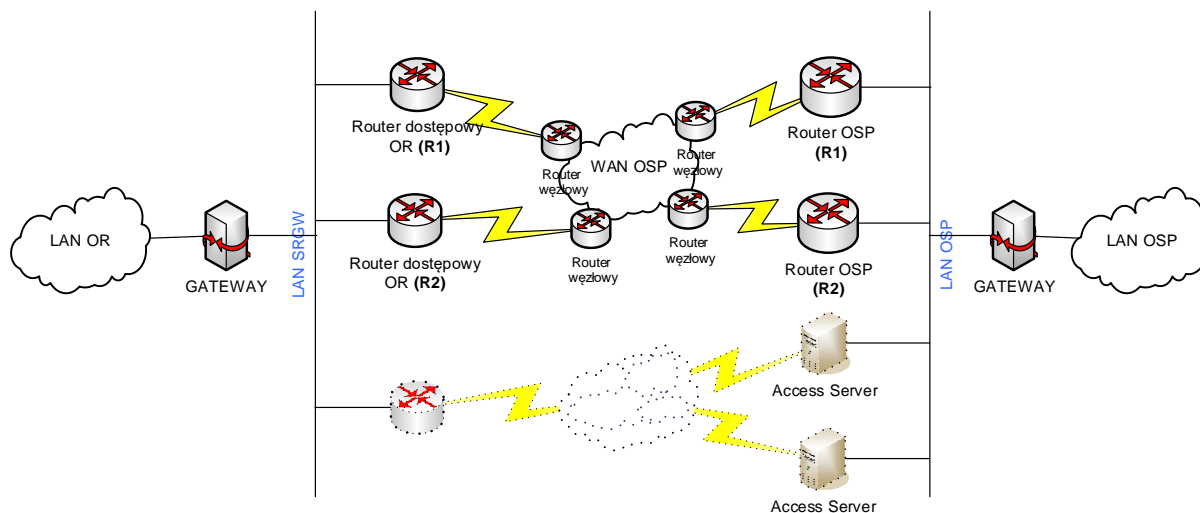 Router dostępowy
OR (R1)
Router OSP
(R1)
Router
węzłowy
WAN OSP
Router
węzłowy
LAN OR
GATEWAY
LAN SRGW
Router dostępowy
OR (R2)
Router
węzłowy
Router
węzłowy
Router OSP
(R2)
LAN OSP
GATEWAY
LAN OSP
Access Server
Access Server